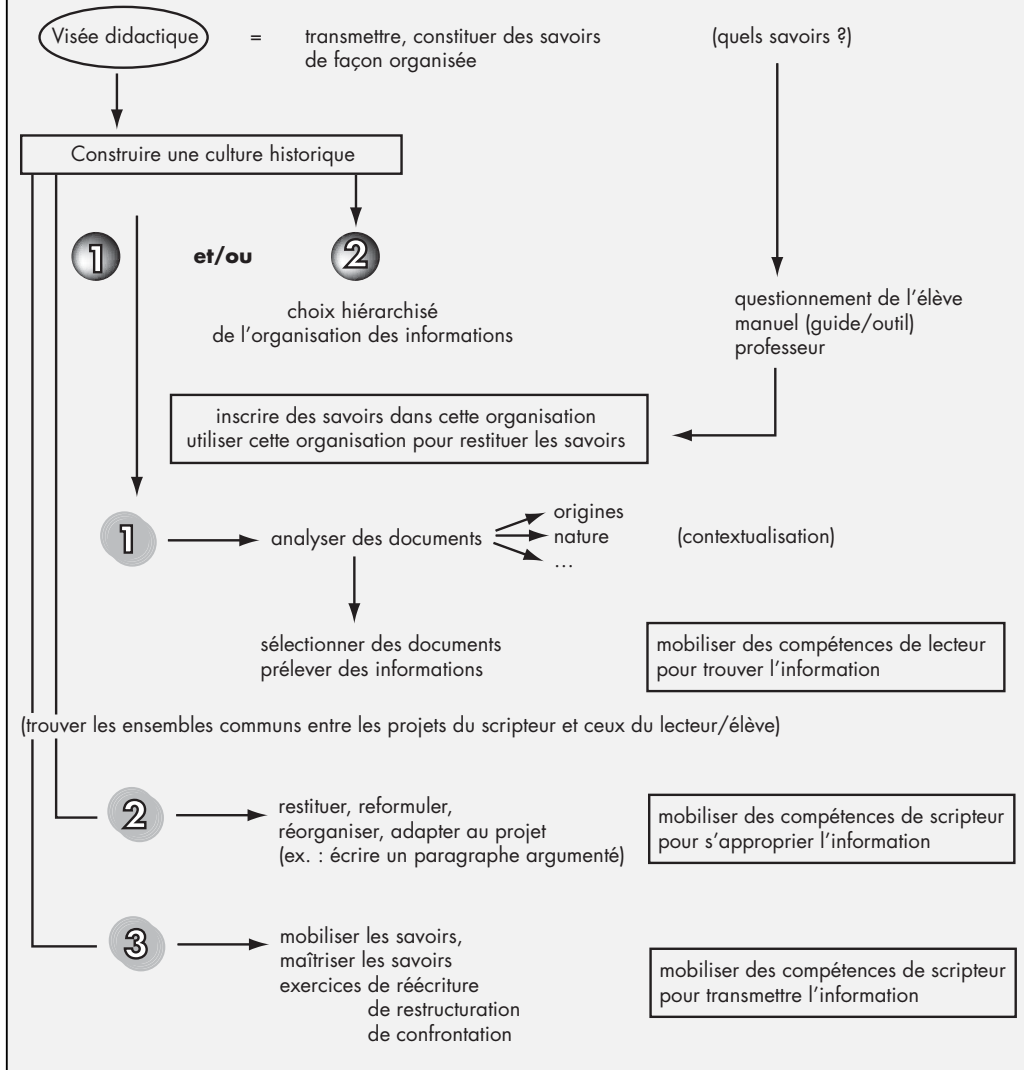 Visée didactique = transmettre, constituer des savoirs (quels savoirs ?)
de façon organisée
Construire une culture historique
1 et/ou 2
choix hiérarchisé
de l'organisation des informations
questionnement de l'élève
manuel (guide/outil)
professeur
inscrire des savoirs dans cette organisation
utiliser cette organisation pour restituer les savoirs
1 analyser des documents
origines
nature
…
(contextualisation)
sélectionner des documents
prélever des informations
mobiliser des compétences de lecteur
pour trouver l'information
(trouver les ensembles communs entre les projets du scripteur et ceux du lecteur/élève)
2
restituer, reformuler,
réorganiser, adapter au projet
(ex. : écrire un paragraphe argumenté)
mobiliser des compétences de scripteur
pour s'approprier l'information
3
mobiliser les savoirs,
maîtriser les savoirs
exercices de réécriture
de restructuration
de confrontation
mobiliser des compétences de scripteur
pour transmettre l'information